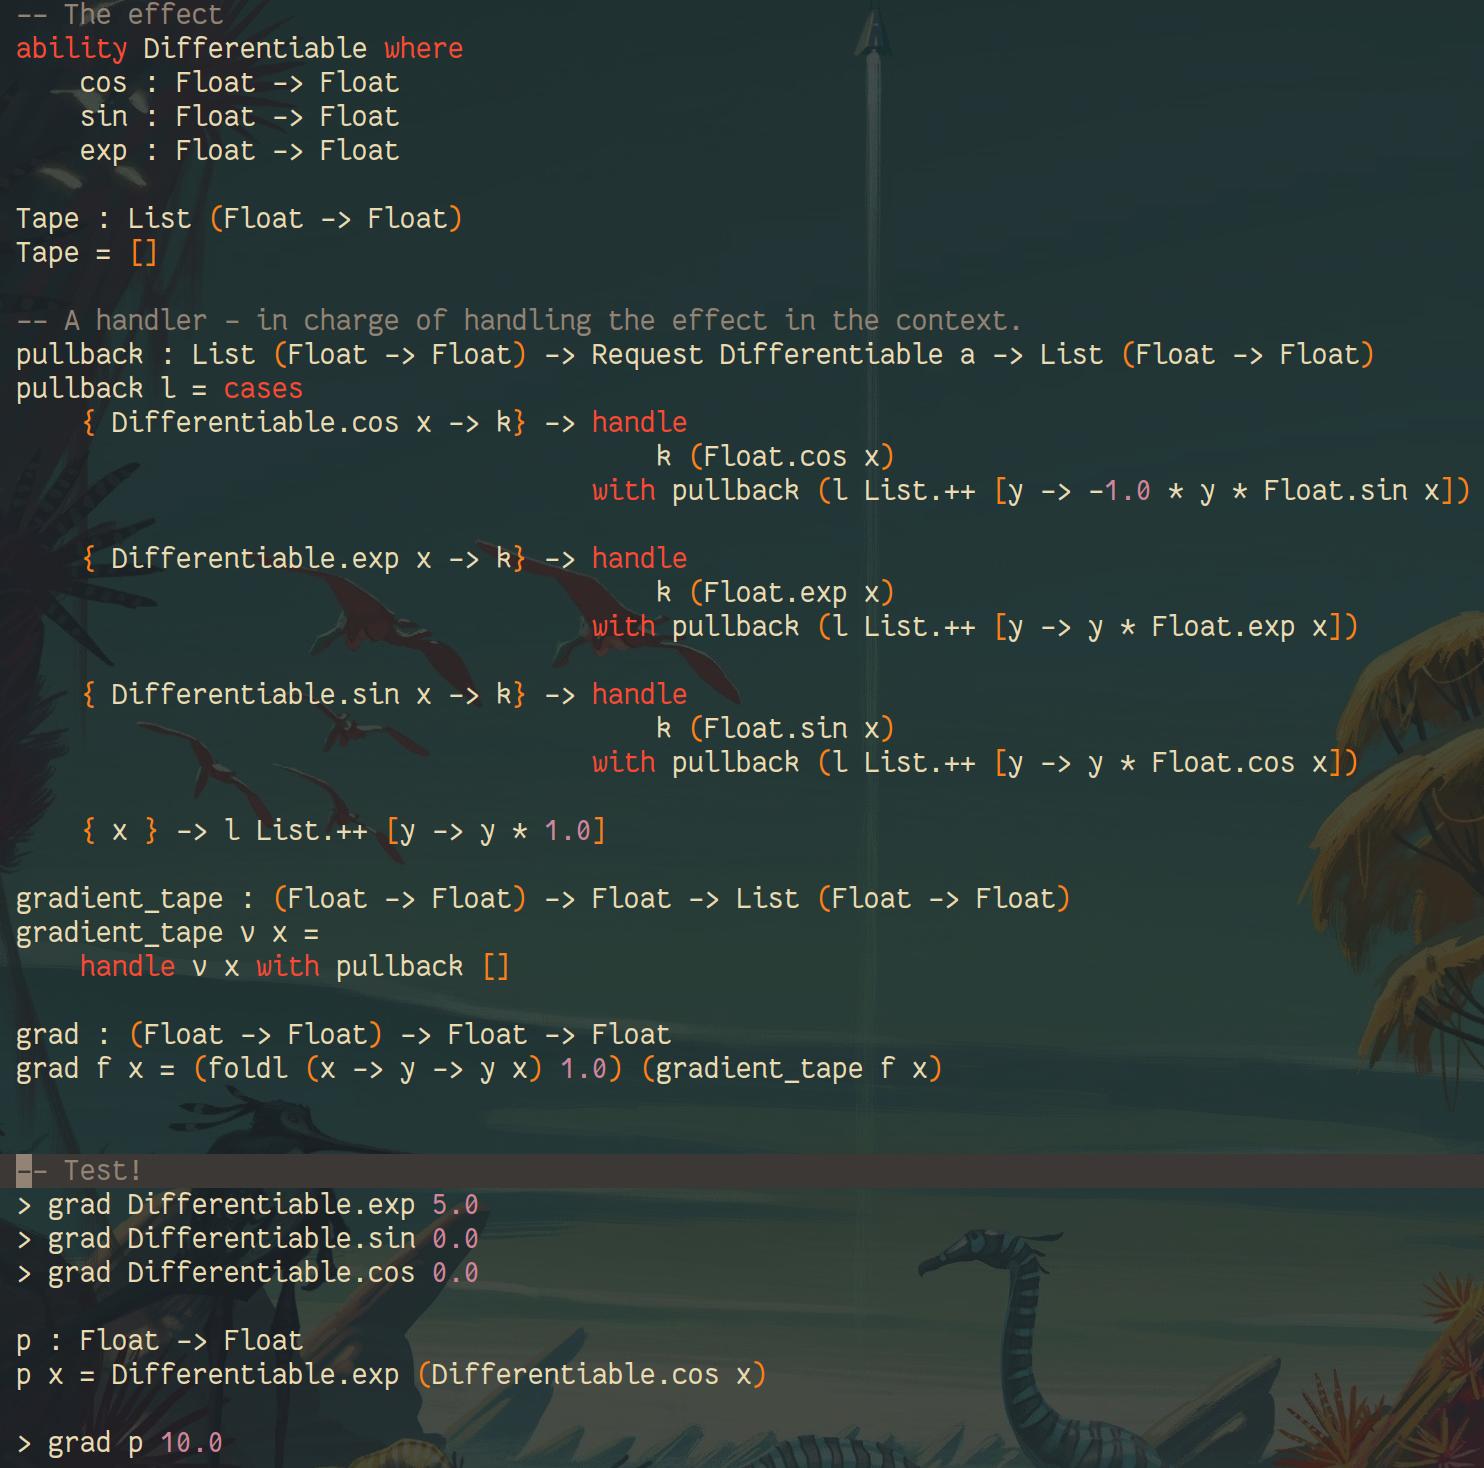 -- The effect
ability Differentiable where
    cos : Float -> Float
    sin : Float -> Float
    exp : Float -> Float

Tape : List (Float -> Float)
Tape = []

-- A handler - in charge of handling the effect in the context.
pullback : List (Float -> Float) -> Request Differentiable a -> List (Float -> Float)
pullback l = cases
    { Differentiable.cos x -> k} -> handle
                                        k (Float.cos x)
                                    with pullback (l List.++ [y -> -1.0 * y * Float.sin x])

    { Differentiable.exp x -> k} -> handle
                                        k (Float.exp x)
                                    with pullback (l List.++ [y -> y * Float.exp x])

    { Differentiable.sin x -> k} -> handle
                                        k (Float.sin x)
                                    with pullback (l List.++ [y -> y * Float.cos x])

    { x } -> l List.++ [y -> y * 1.0]

gradient_tape : (Float -> Float) -> Float -> List (Float -> Float)
gradient_tape v x =
    handle v x with pullback []

grad : (Float -> Float) -> Float -> Float
grad f x = (foldl (x -> y -> y x) 1.0) (gradient_tape f x)

-- Test!
> grad Differentiable.exp 5.0
> grad Differentiable.sin 0.0
> grad Differentiable.cos 0.0

p : Float -> Float
p x = Differentiable.exp (Differentiable.cos x)

> grad p 10.0